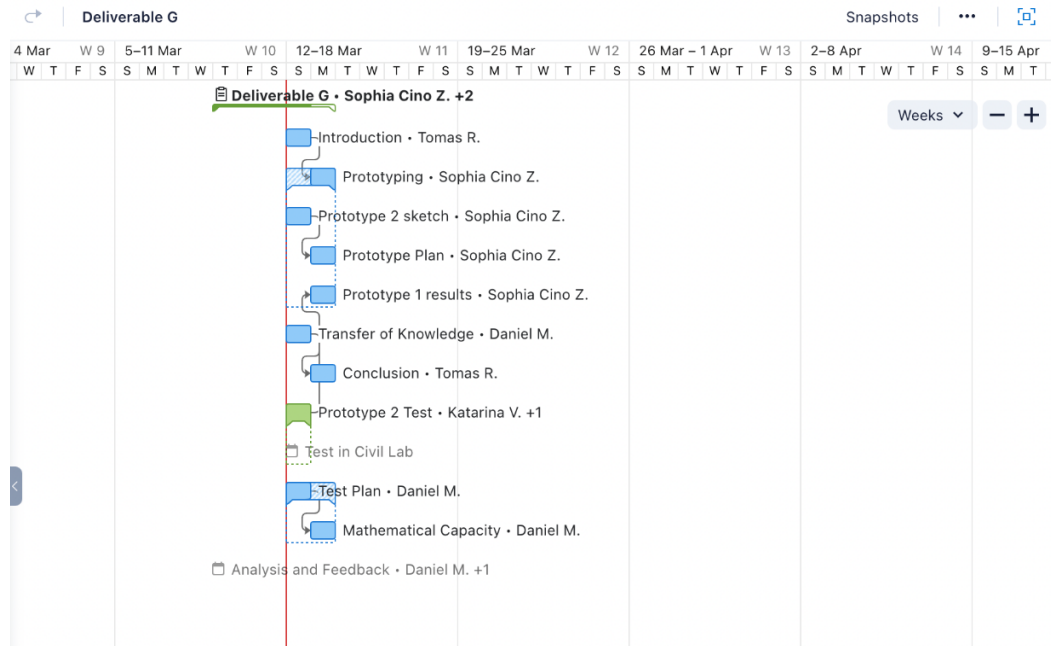 Deliverable G
Snapshots
4 Mar W 9 5–11 Mar W 10 12–18 Mar W 11 19–25 Mar W 12 26 Mar – 1 Apr W 13 2–8 Apr W 14 9–15 Apr
W T F S S M T W T F S S M T W T F S S M T W T F S S M T W T F S S M T W T F S S M T
Deliverable G • Sophia Cino Z. +2
Weeks
Introduction • Tomas R.
Prototyping • Sophia Cino Z.
Prototype 2 sketch • Sophia Cino Z.
Prototype Plan • Sophia Cino Z.
Prototype 1 results • Sophia Cino Z.
Transfer of Knowledge • Daniel M.
Conclusion • Tomas R.
Prototype 2 Test • Katarina V. +1
Test in Civil Lab
Test Plan • Daniel M.
Mathematical Capacity • Daniel M.
Analysis and Feedback • Daniel M. +1